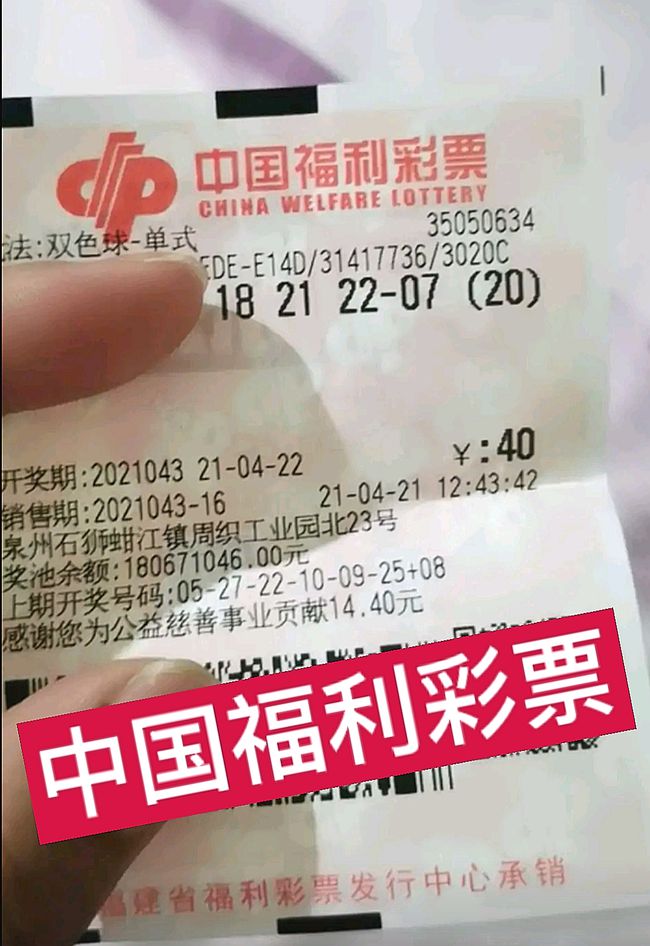 中国福利彩票
CHINA WELFARE LOTTERY
35050634
法:双色球-单式
EDE-E14D/31417736/3020C
18 21 22-07 (20)
开奖期:2021043 21-04-22
¥:40
销售期:2021043-16 21-04-21 12:43:42
泉州石狮蚶江镇周织工业园北23号
奖池余额:180671046.00元
上期开奖号码:05-27-22-10-09-25+08
感谢您为公益慈善事业贡献14.40元
中国福利彩票
福建省福利彩票发行中心承销